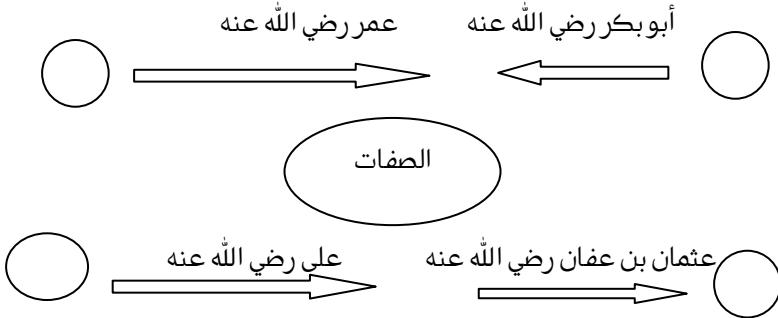 أبو بكر رضي الله عنه
عمر رضي الله عنه
الصفات
عثمان بن عفان رضي الله عنه
على رضي الله عنه